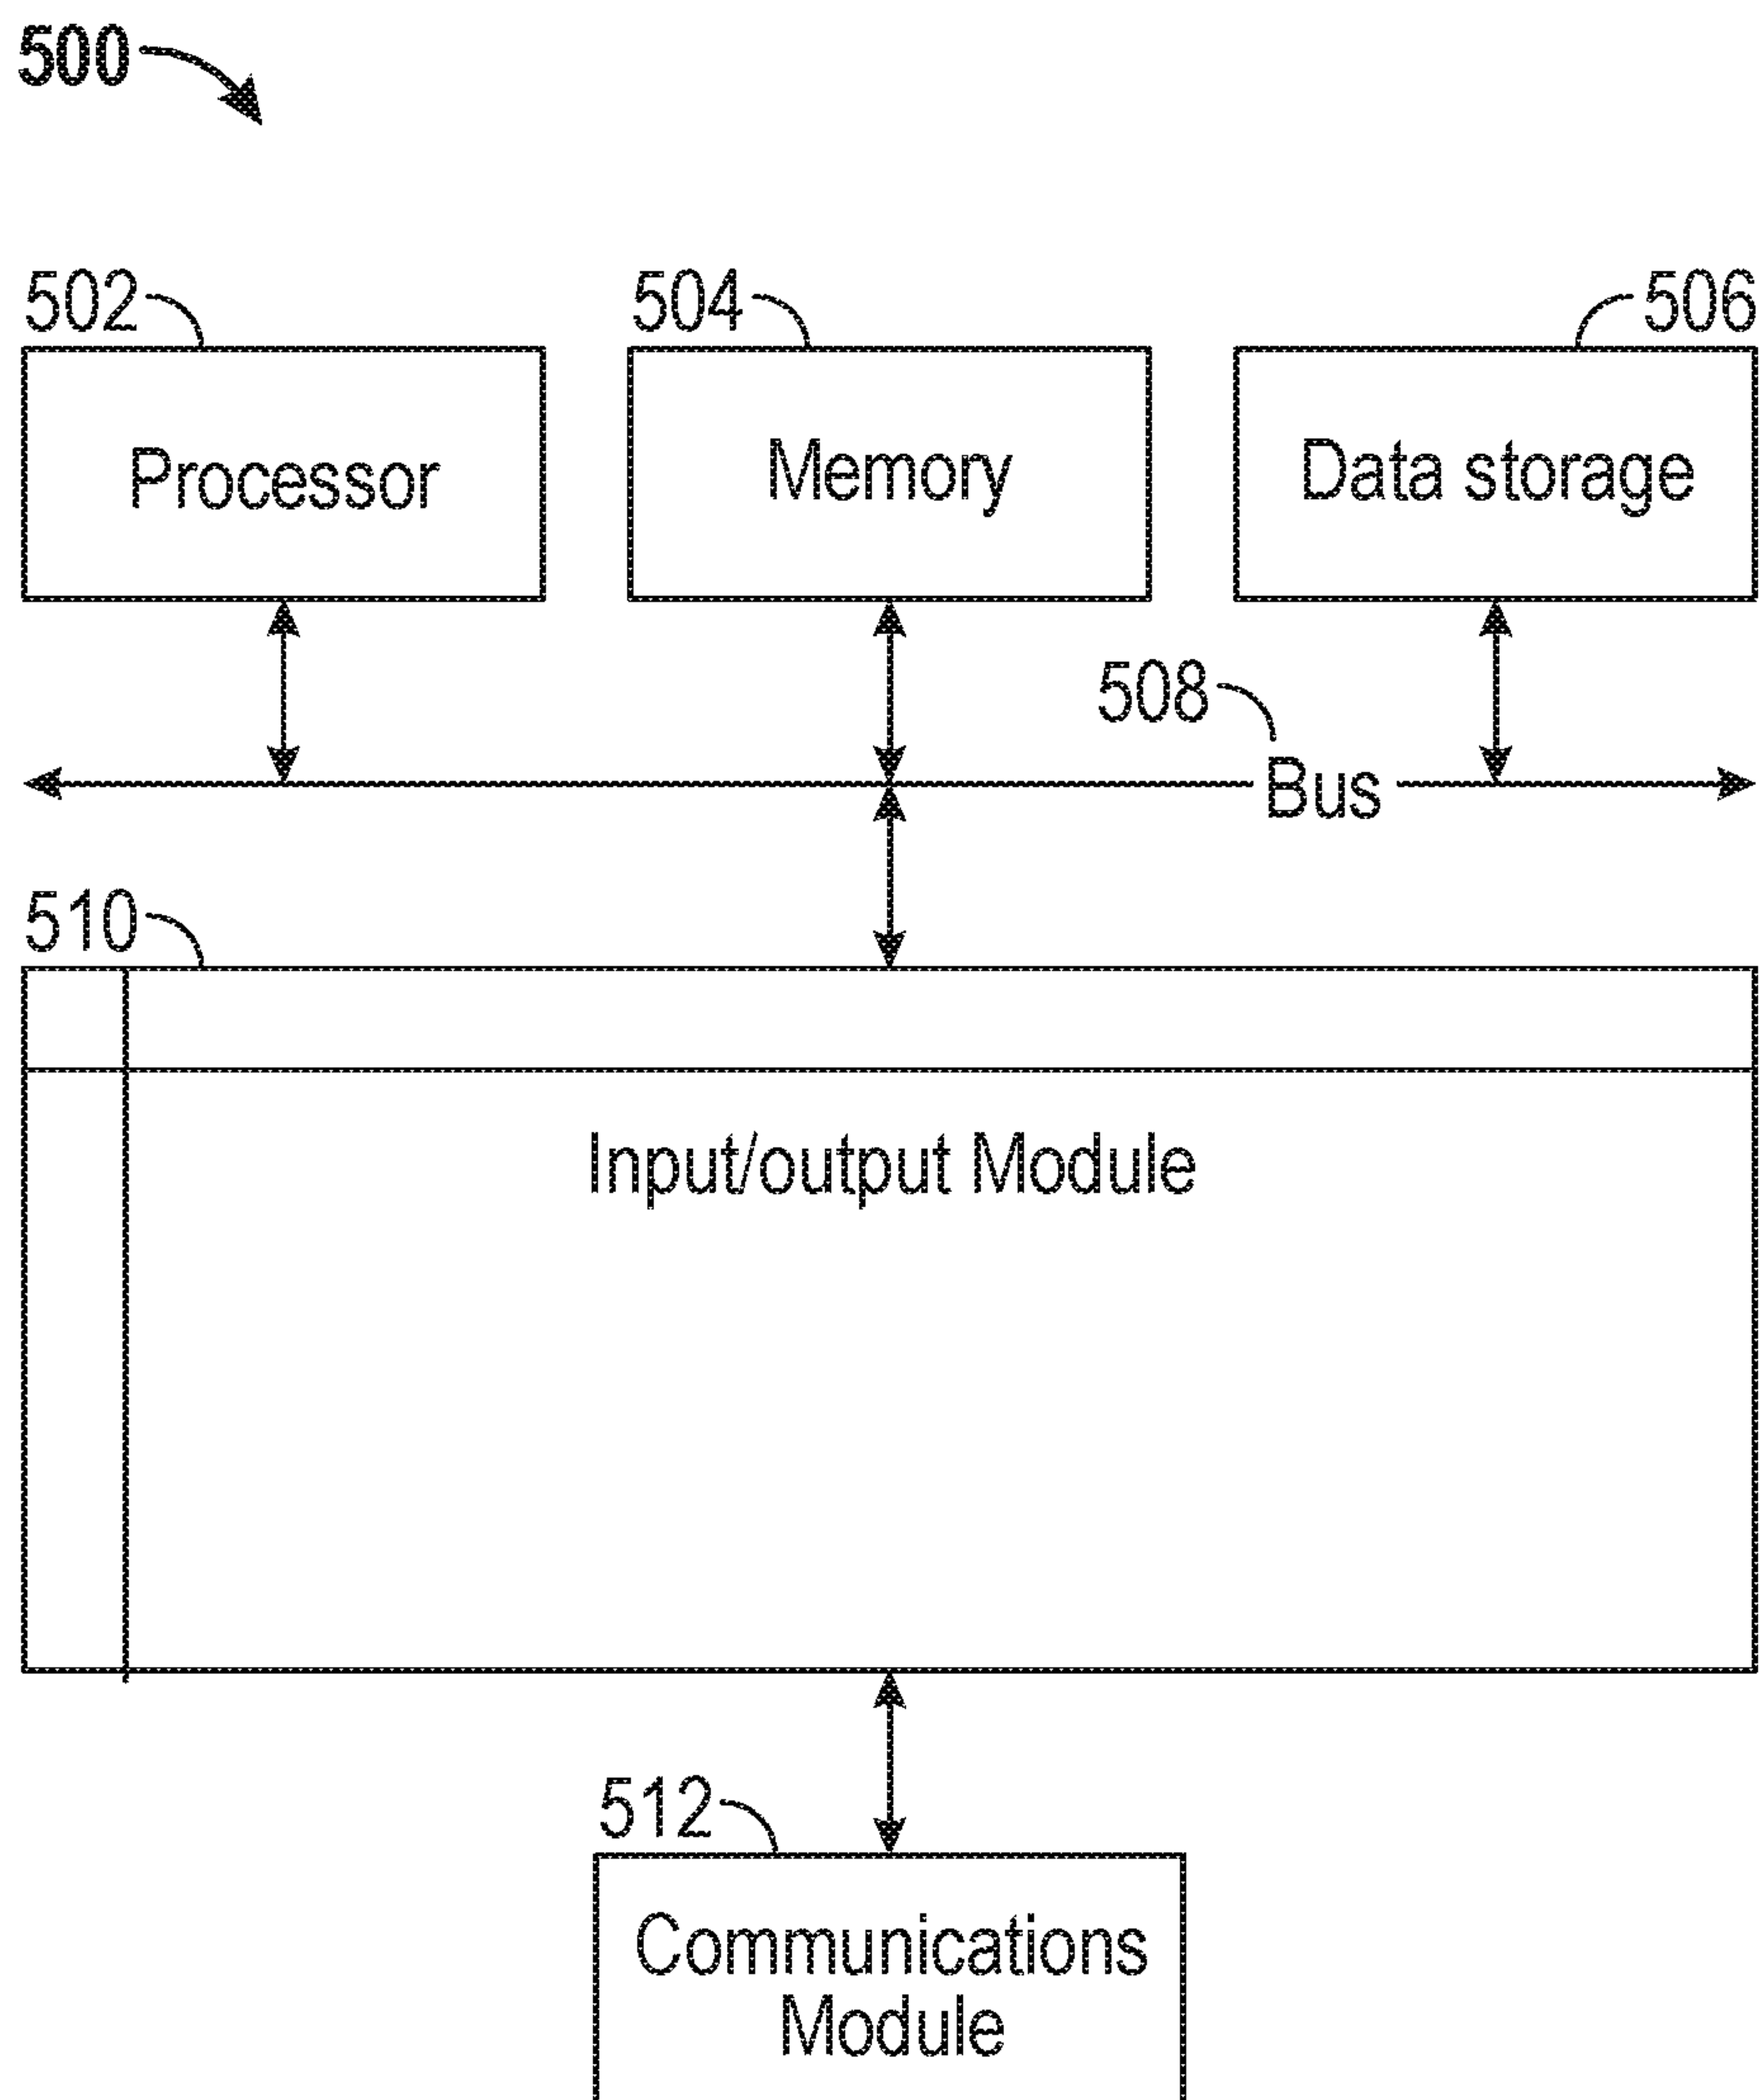 500
502
504
506
Processor
Memory
Data storage
508
Bus
510
Input/output Module
512
Communications
Module